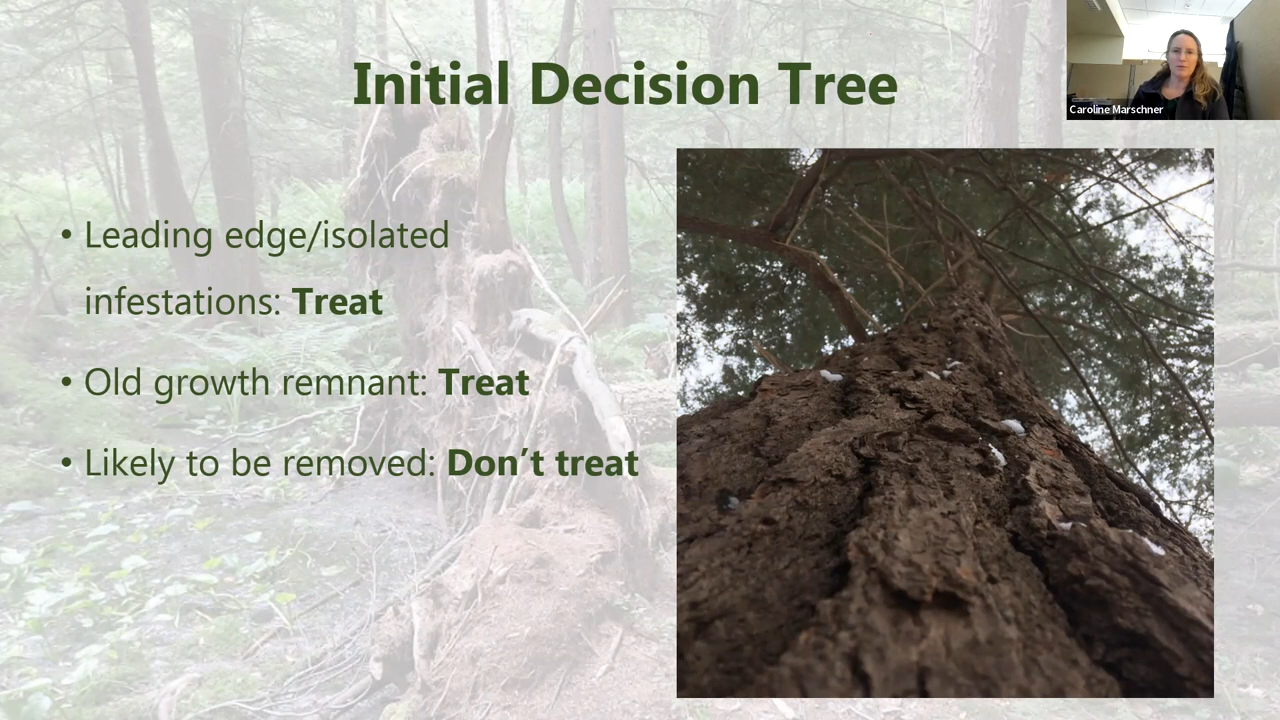 Initial Decision Tree
Caroline Marschner
• Leading edge/isolated
infestations: Treat
• Old growth remnant: Treat
• Likely to be removed: Don’t treat